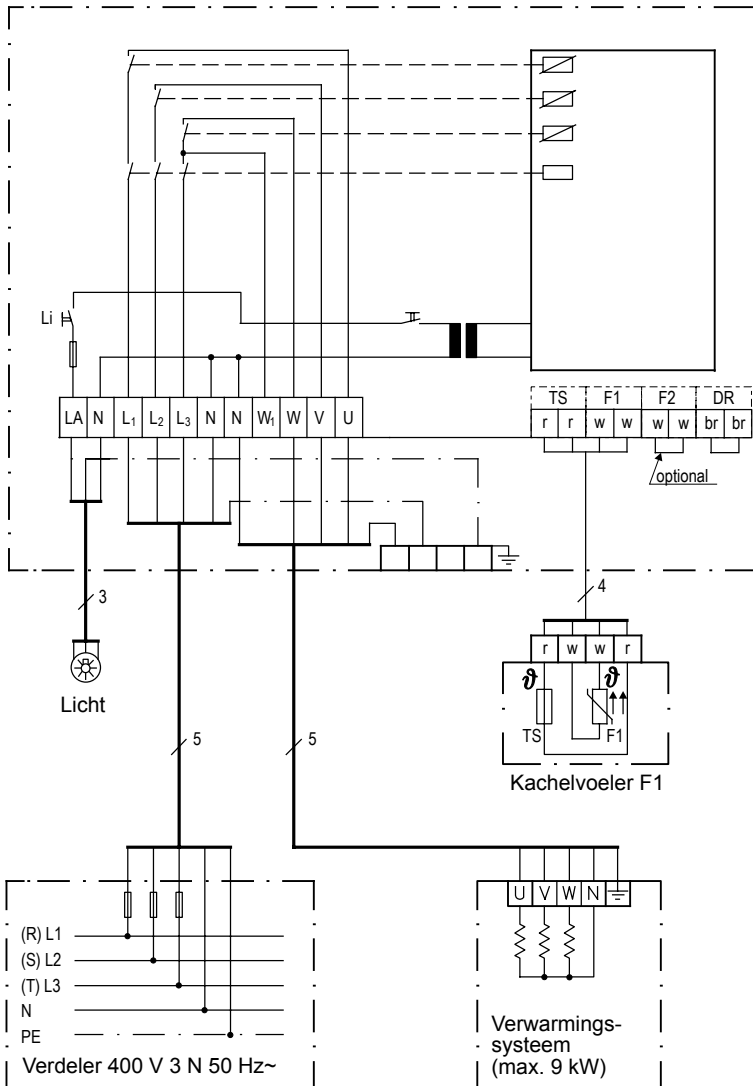 Li
LA N L1 L2 L3 N N W1 W V U
TS F1 F2 DR
r r w w w w br br
optional
3
4
Licht
r w w r
ϑ ϑ
TS F1
Kachelvoeler F1
5 5
U V W N
(R) L1
(S) L2
(T) L3
N
PE
Verdeler 400 V 3 N 50 Hz~
Verwarmings-
systeem
(max. 9 kW)